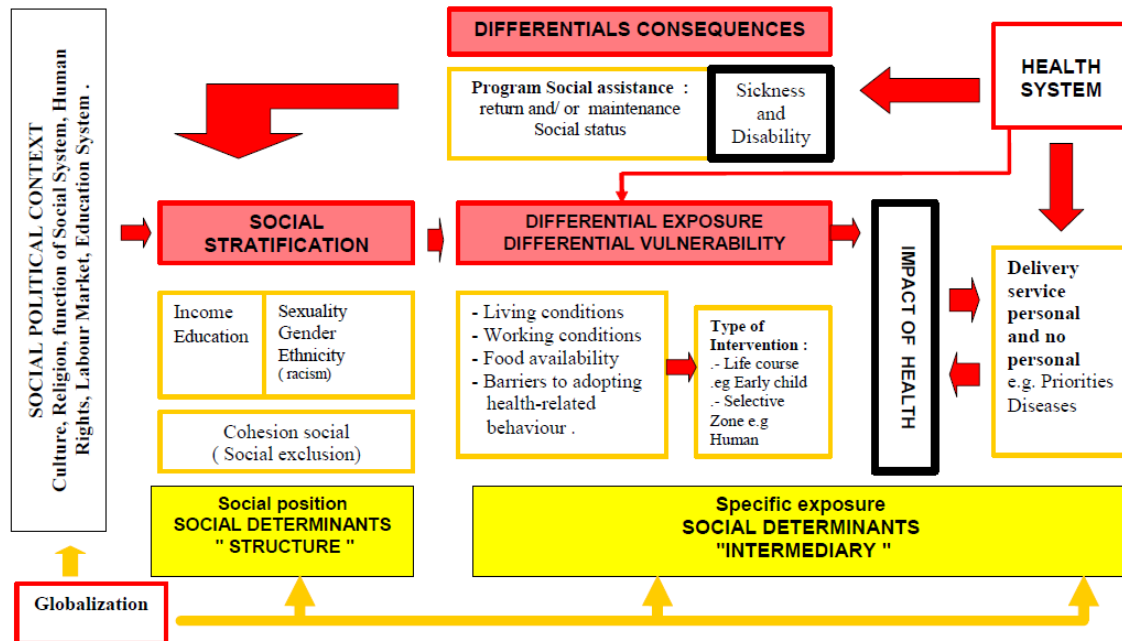 SOCIAL POLITICAL CONTEXT
Culture, Religion, function of Social System, Human
Rights, Labour Market, Education System .
DIFFERENTIALS CONSEQUENCES
Program Social assistance :
return and/ or maintenance
Social status
Sickness
and
Disability
HEALTH
SYSTEM
SOCIAL
STRATIFICATION
DIFFERENTIAL EXPOSURE
DIFFERENTIAL VULNERABILITY
IMPACT OF HEALTH
Income
Education
Sexuality
Gender
Ethnicity
( racism)
Cohesion social
( Social exclusion)
- Living conditions
- Working conditions
- Food availability
- Barriers to adopting
health-related
behaviour .
Type of
Intervention :
.- Life course
.eg Early child
.- Selective
Zone e.g
Human
Delivery
service
personal
and no
personal
e.g. Priorities
Diseases
Social position
SOCIAL DETERMINANTS
" STRUCTURE "
Specific exposure
SOCIAL DETERMINANTS
"INTERMEDIARY "
Globalization